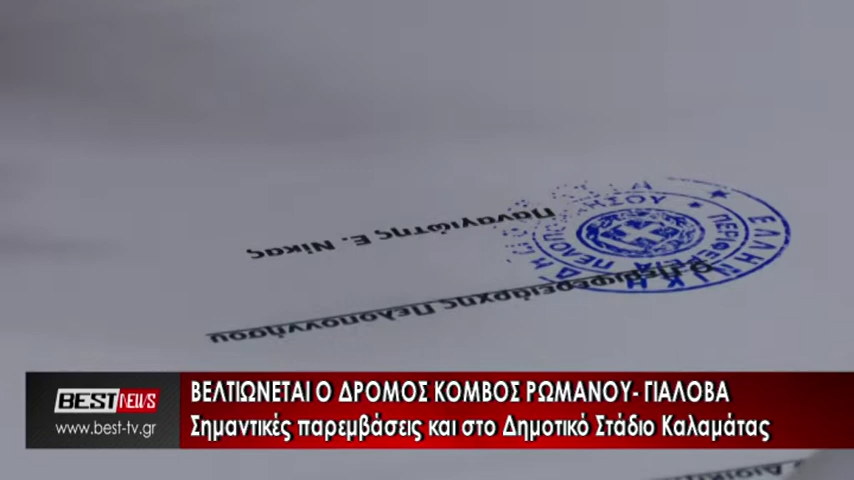 Παναγιώτης Ε. Νίκας
Ο Περιφερειάρχης Πελοποννήσου
ΕΛΛΗΝΙΚΗ Δ
ΠΕΡΙΦΕΡΕΙΑ ΠΕΛΟΠ
BEST NEWS
www.best-tv.gr
ΒΕΛΤΙΩΝΕΤΑΙ Ο ΔΡΟΜΟΣ ΚΟΜΒΟΣ ΡΩΜΑΝΟΥ- ΓΙΑΛΟΒΑ
Σημαντικές παρεμβάσεις και στο Δημοτικό Στάδιο Καλαμάτας